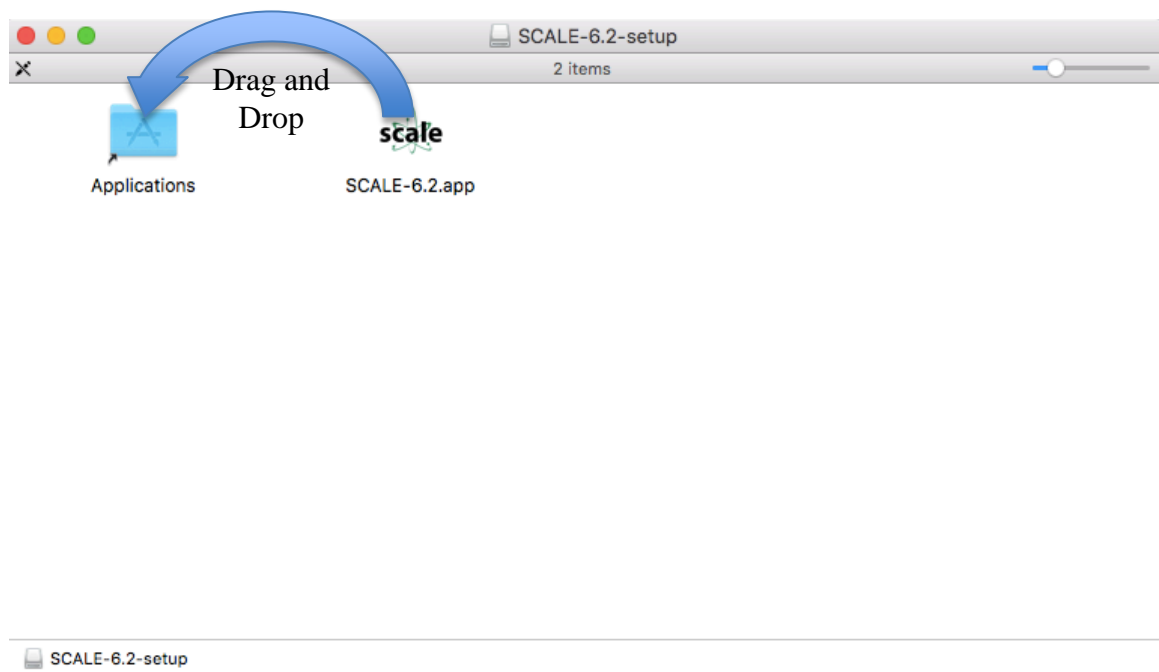 SCALE-6.2-setup
2 items
Drag and
Drop
scale
Applications
SCALE-6.2.app
SCALE-6.2-setup